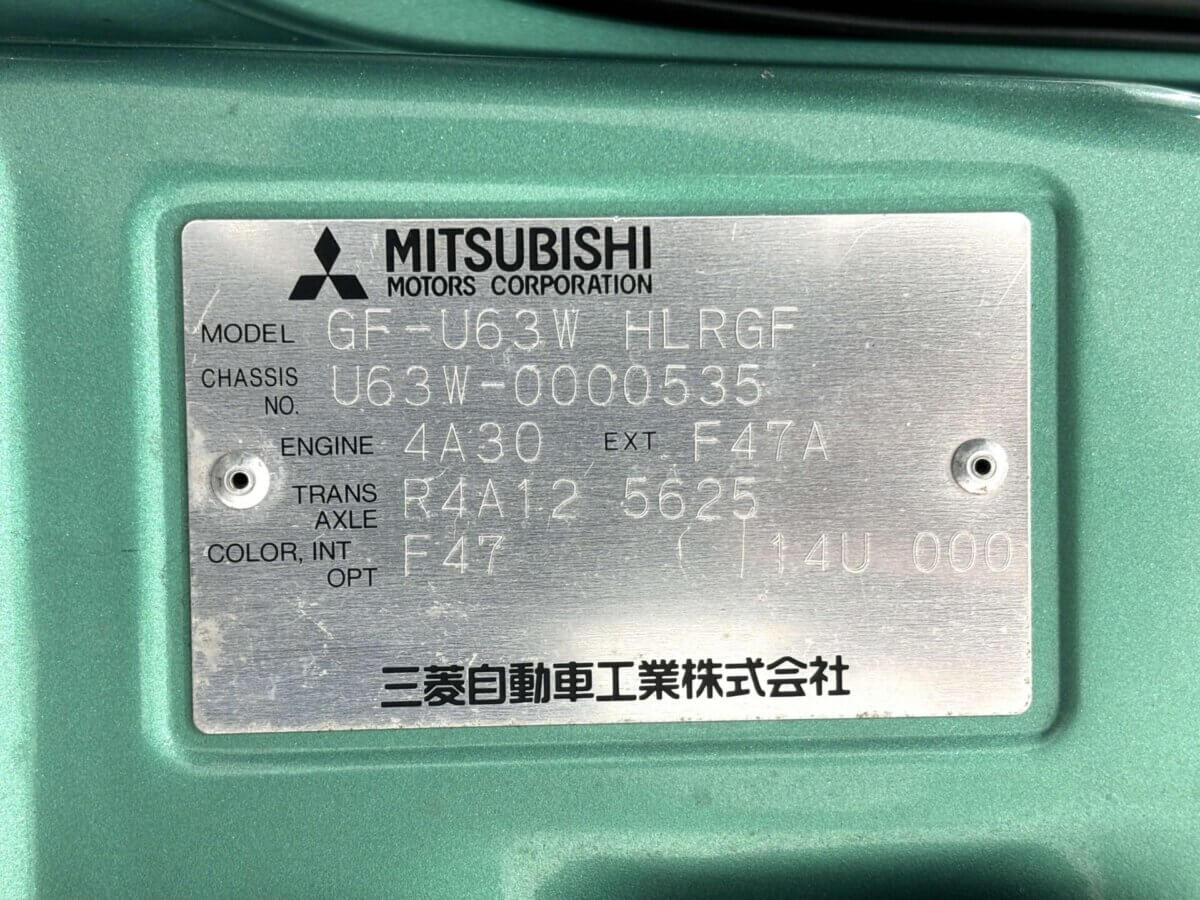 MITSUBISHI
MOTORS CORPORATION
MODEL GF-U63W HLRGF
CHASSIS NO. U63W-0000535
ENGINE 4A30 EXT F47A
TRANS AXLE R4A12 5625
COLOR, INT OPT F47 ( )14U 000
三菱自動車工業株式会社